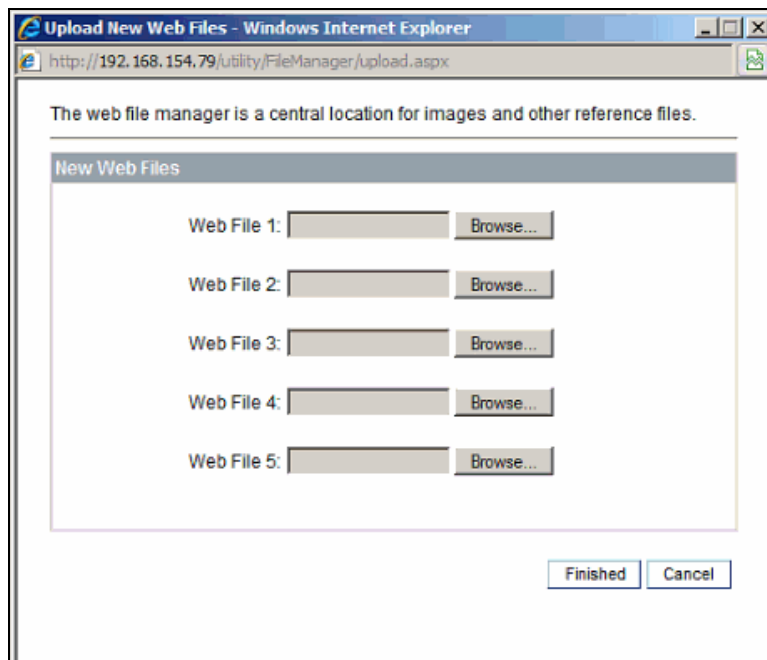 Upload New Web Files - Windows Internet Explorer
http://192.168.154.79/utility/FileManager/upload.aspx
The web file manager is a central location for images and other reference files.
New Web Files
Web File 1: Browse...
Web File 2: Browse...
Web File 3: Browse...
Web File 4: Browse...
Web File 5: Browse...
Finished Cancel